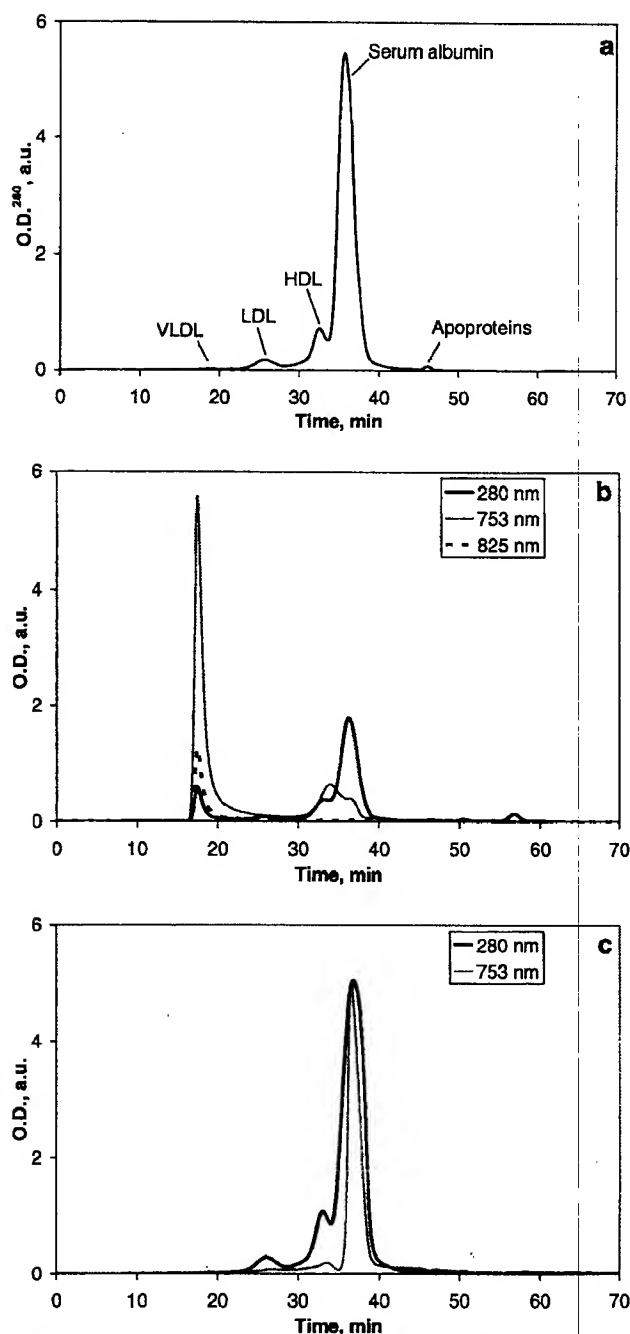 a
6
4
2
0
O.D.²⁸⁰, a.u.
VLDL
LDL
HDL
Serum albumin
Apoproteins
0 10 20 30 40 50 60 70
Time, min
b
280 nm
753 nm
825 nm
6
4
2
0
O.D., a.u.
0 10 20 30 40 50 60 70
Time, min
c
280 nm
753 nm
6
4
2
0
O.D., a.u.
0 10 20 30 40 50 60 70
Time, min